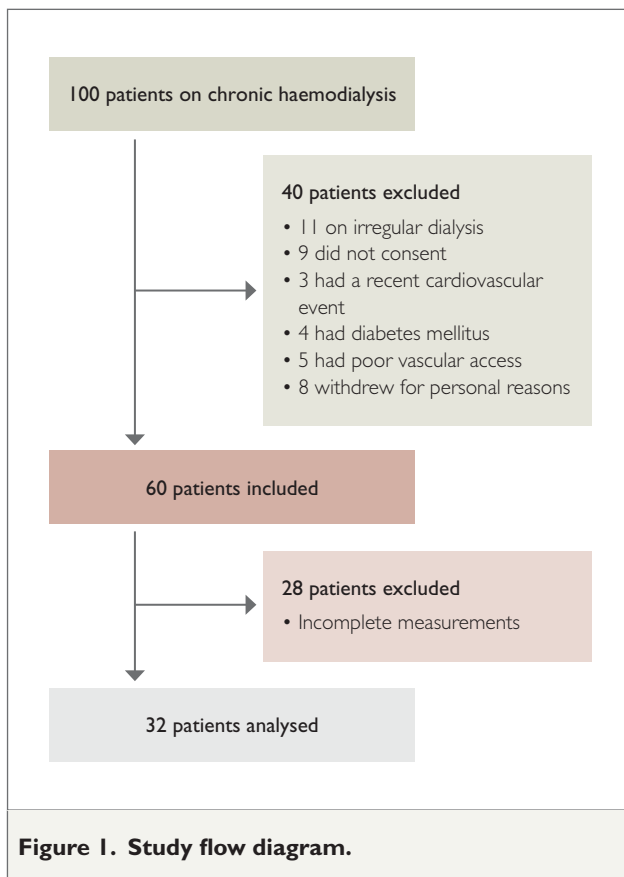 100 patients on chronic haemodialysis
40 patients excluded
• 11 on irregular dialysis
• 9 did not consent
• 3 had a recent cardiovascular
event
• 4 had diabetes mellitus
• 5 had poor vascular access
• 8 withdrew for personal reasons
60 patients included
28 patients excluded
• Incomplete measurements
32 patients analysed
Figure 1. Study flow diagram.